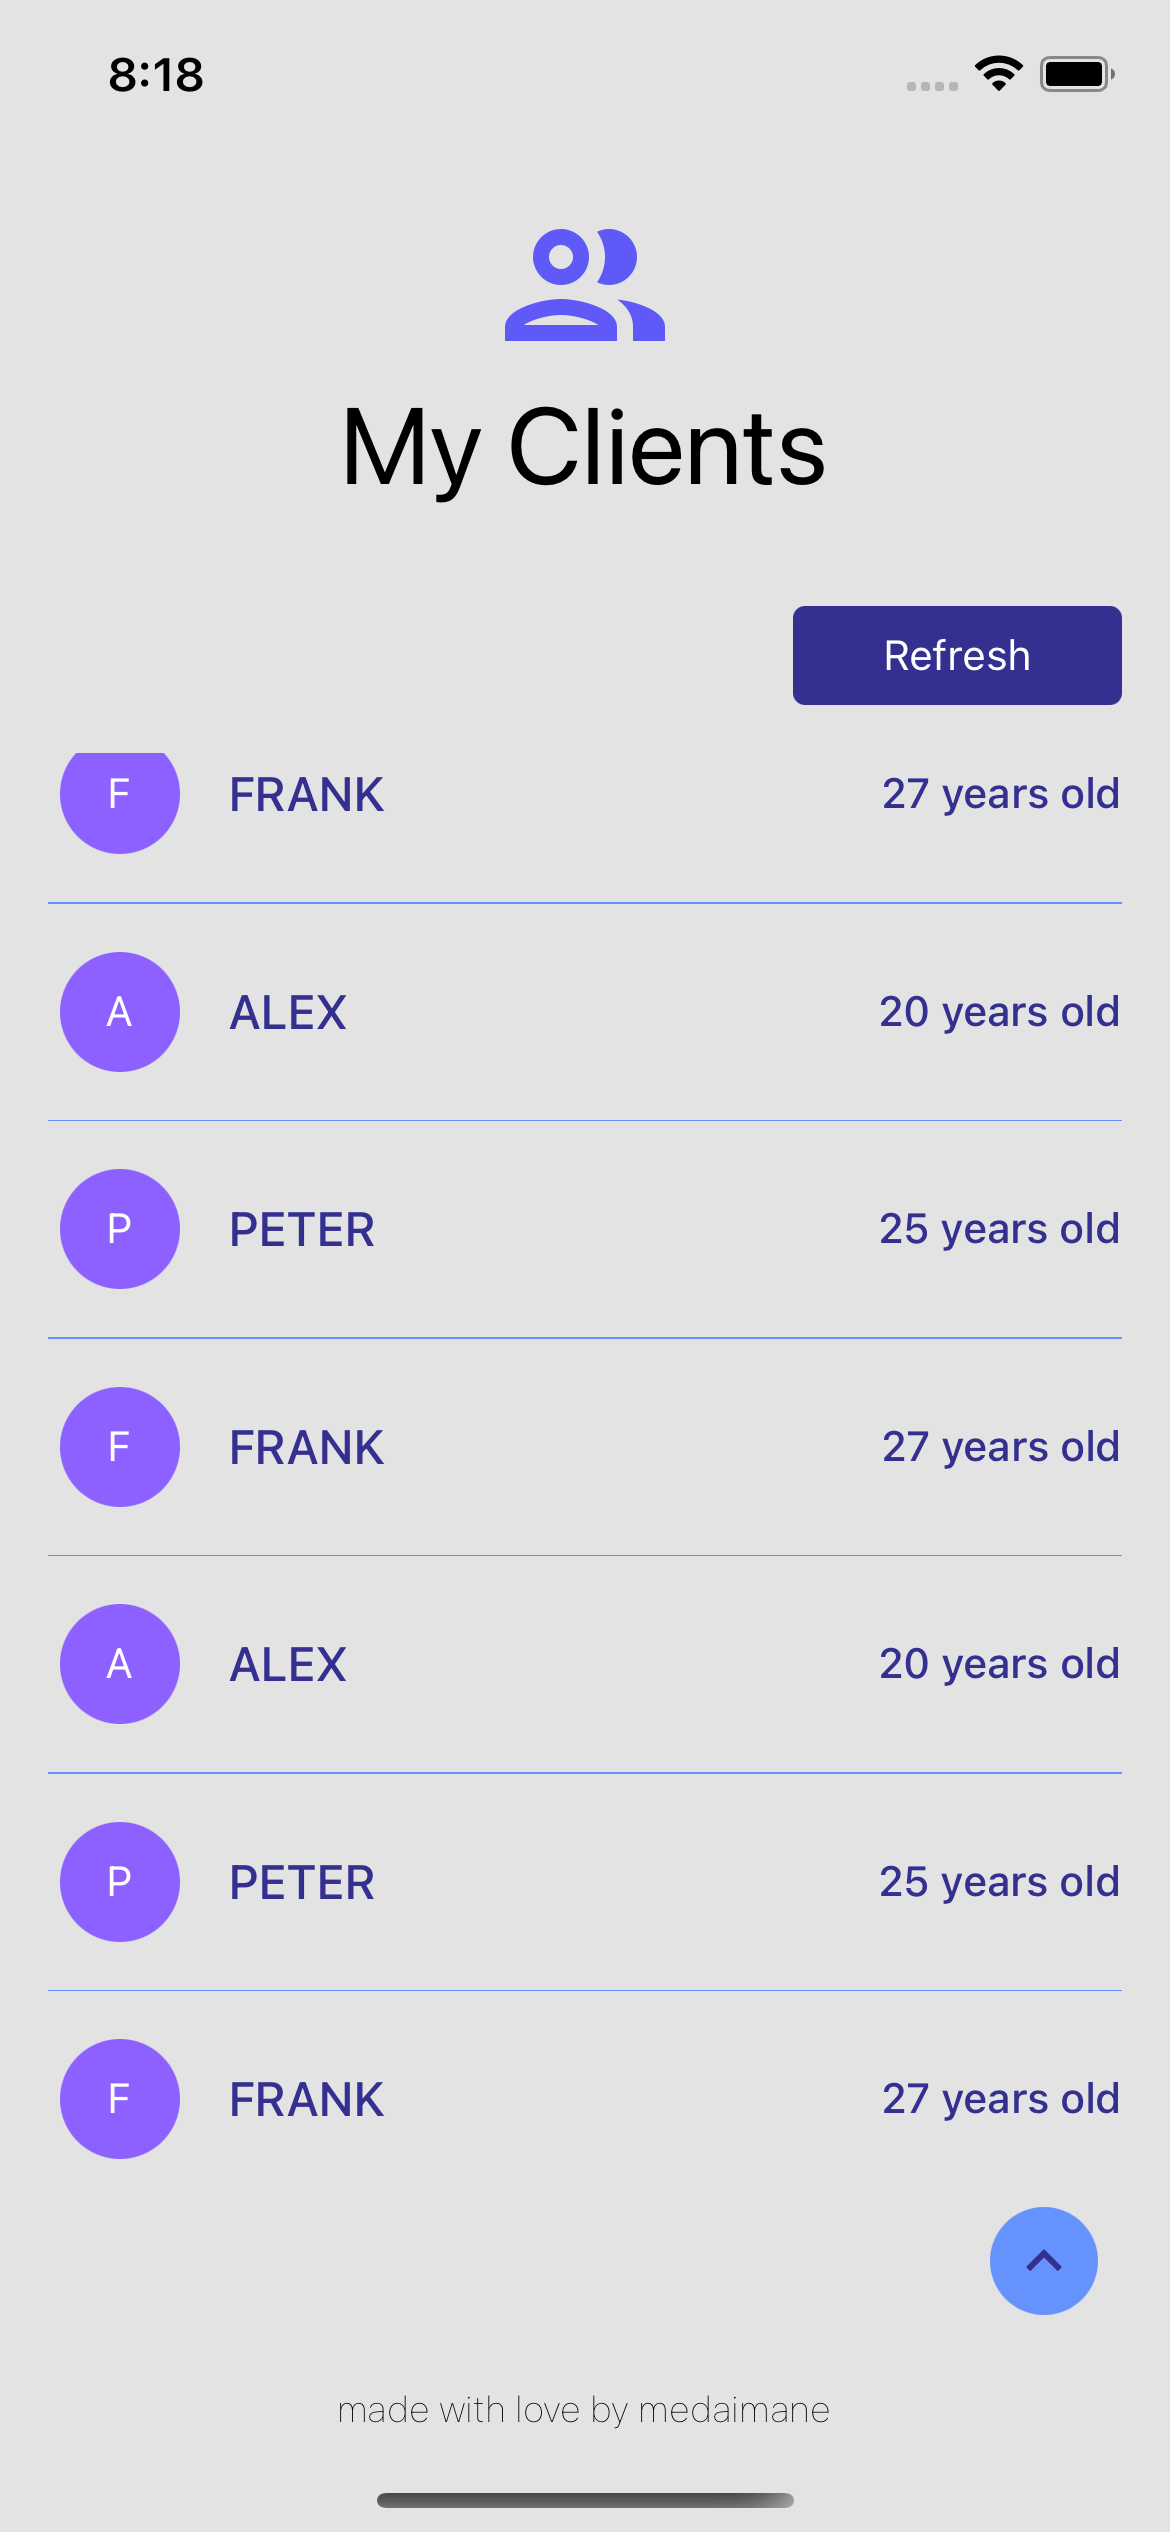 8:18
My Clients
Refresh
F FRANK 27 years old
A ALEX 20 years old
P PETER 25 years old
F FRANK 27 years old
A ALEX 20 years old
P PETER 25 years old
F FRANK 27 years old
made with love by medaimane